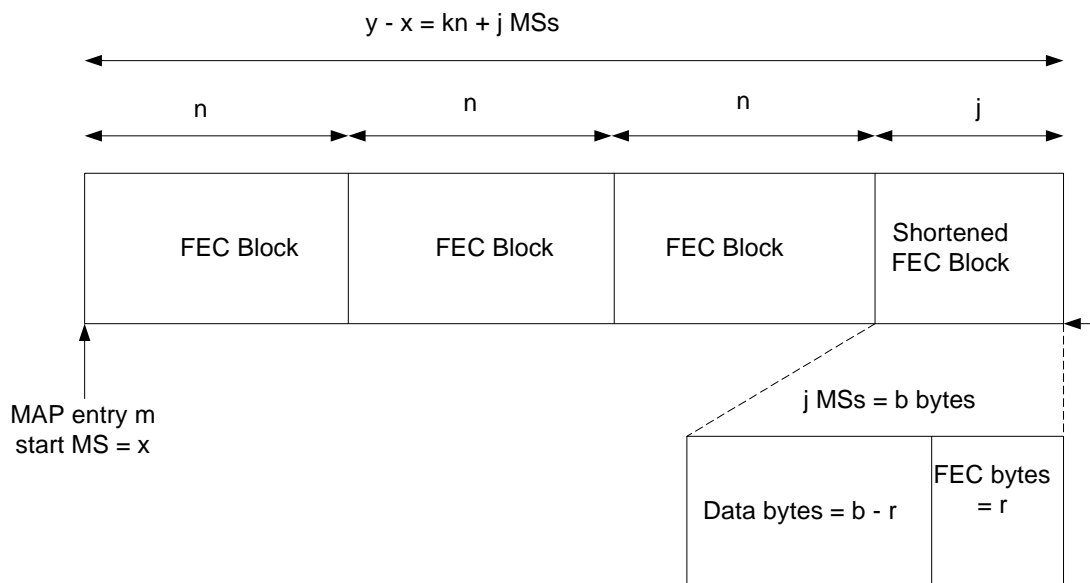 y - x = kn + j MSs
n
n
n
j
FEC Block
FEC Block
FEC Block
Shortened
FEC Block
MAP entry m
start MS = x
j MSs = b bytes
Data bytes = b - r
FEC bytes
= r